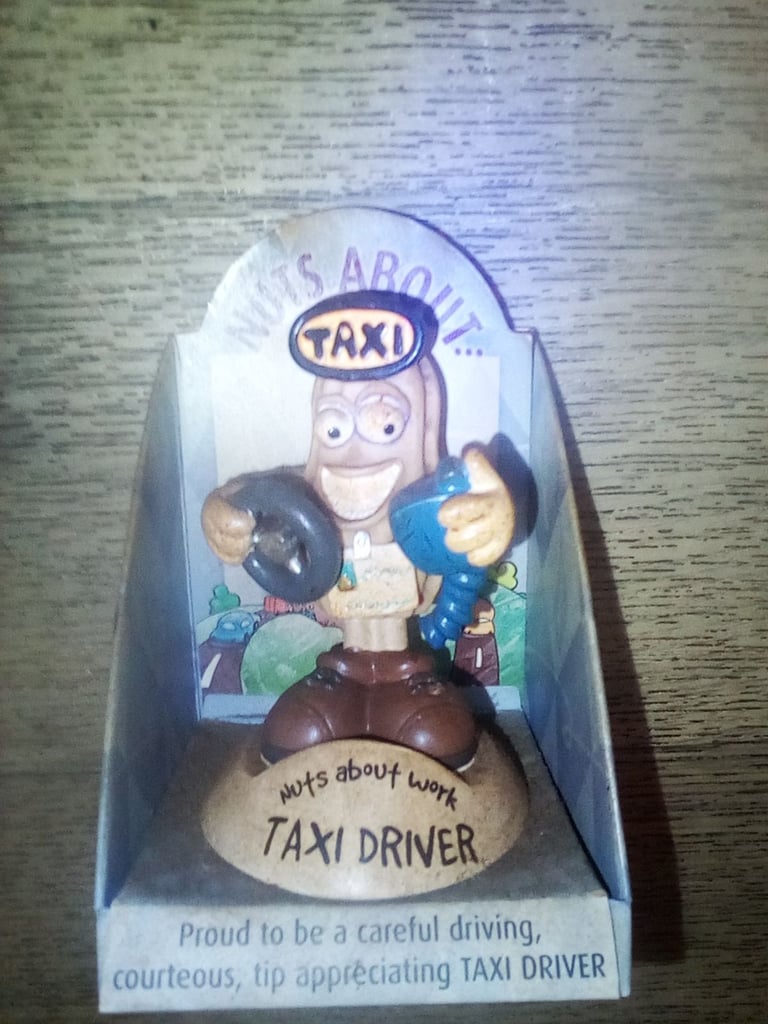 NUTS ABOUT...
TAXI
Nuts about work
TAXI DRIVER
Proud to be a careful driving,
courteous, tip appreciating TAXI DRIVER